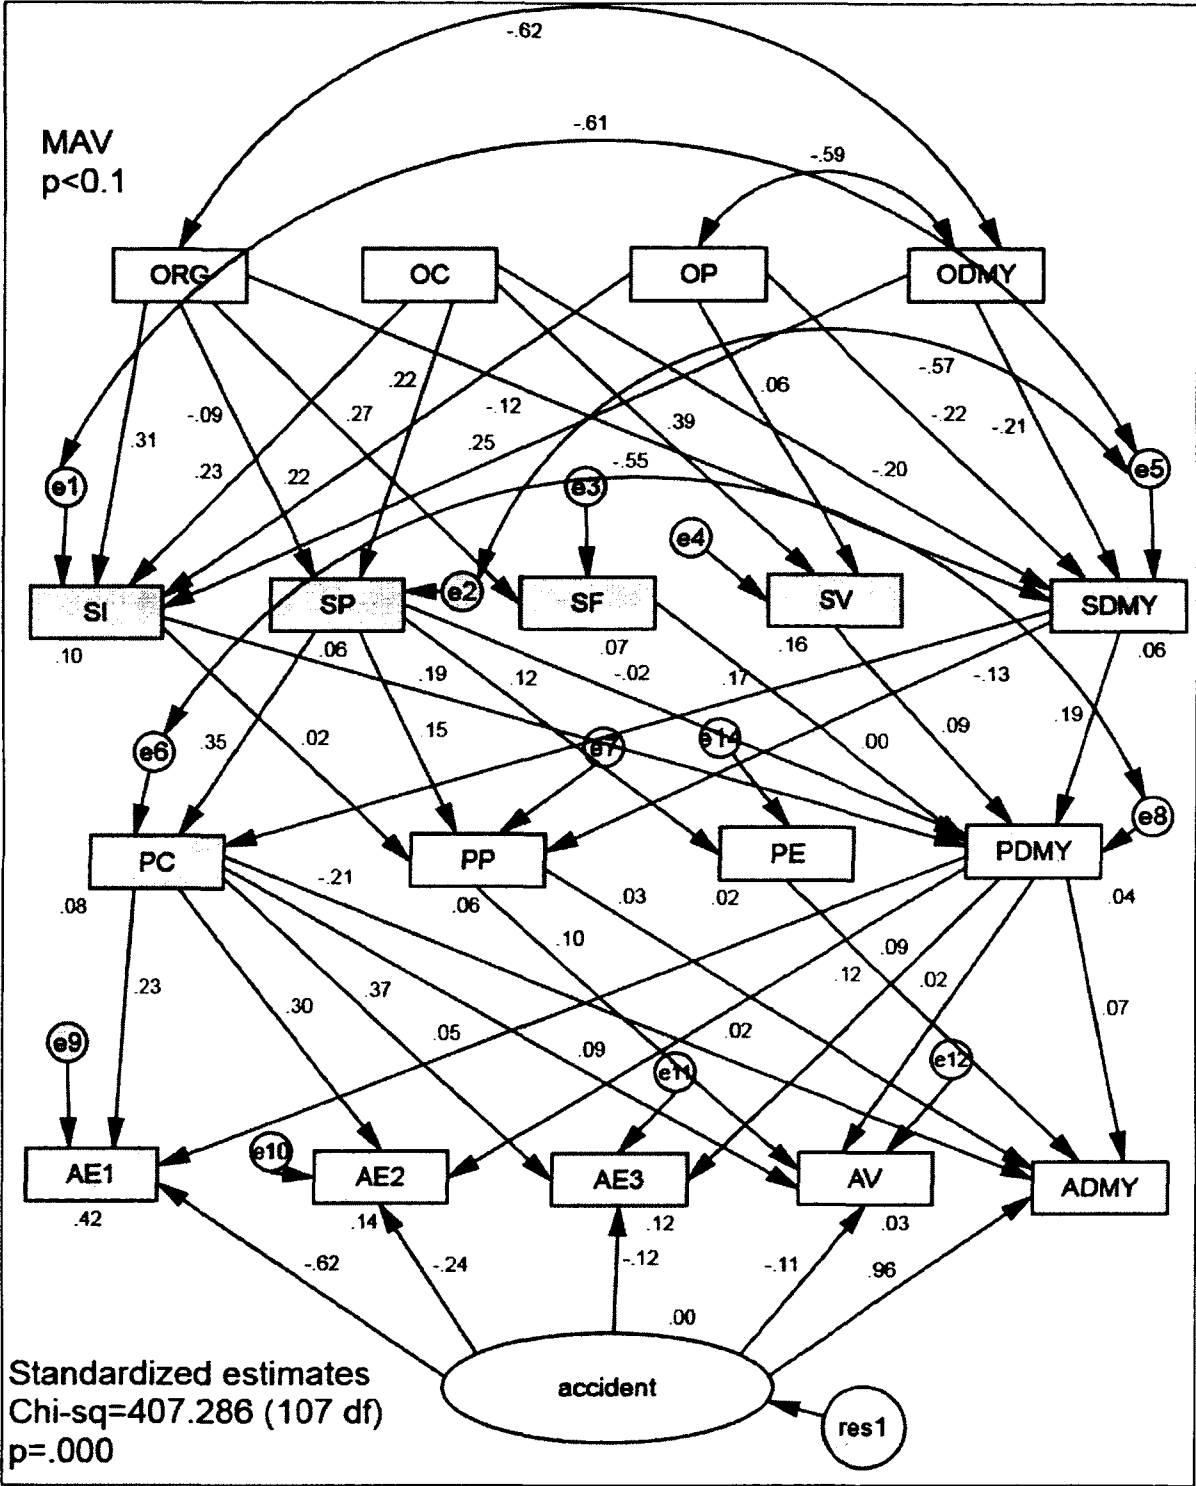 -.62
MAV
p<0.1
-.61
-.59
ORG
OC
OP
ODMY
-.57
.22
.06
-.09
.27
-.12
.39
-.22
-.21
.31
.25
.23
.22
-.55
-.20
e1
e3
e5
e4
e2
SI
SP
SF
SV
SDMY
.10
.06
.07
.16
.06
.19
.12
-.02
.17
-.13
.35
.02
.15
.00
.09
.19
e6
e7
e14
e8
PC
PP
PE
PDMY
.08
-.21
.06
.03
.02
.04
.10
.09
.12
.02
.23
.30
.37
.07
.05
.09
.02
e9
e11
e12
e10
AE1
AE2
AE3
AV
ADMY
.42
.14
.12
.03
-.62
-.24
-.12
-.11
.96
.00
accident
res1
Standardized estimates
Chi-sq=407.286 (107 df)
p=.000